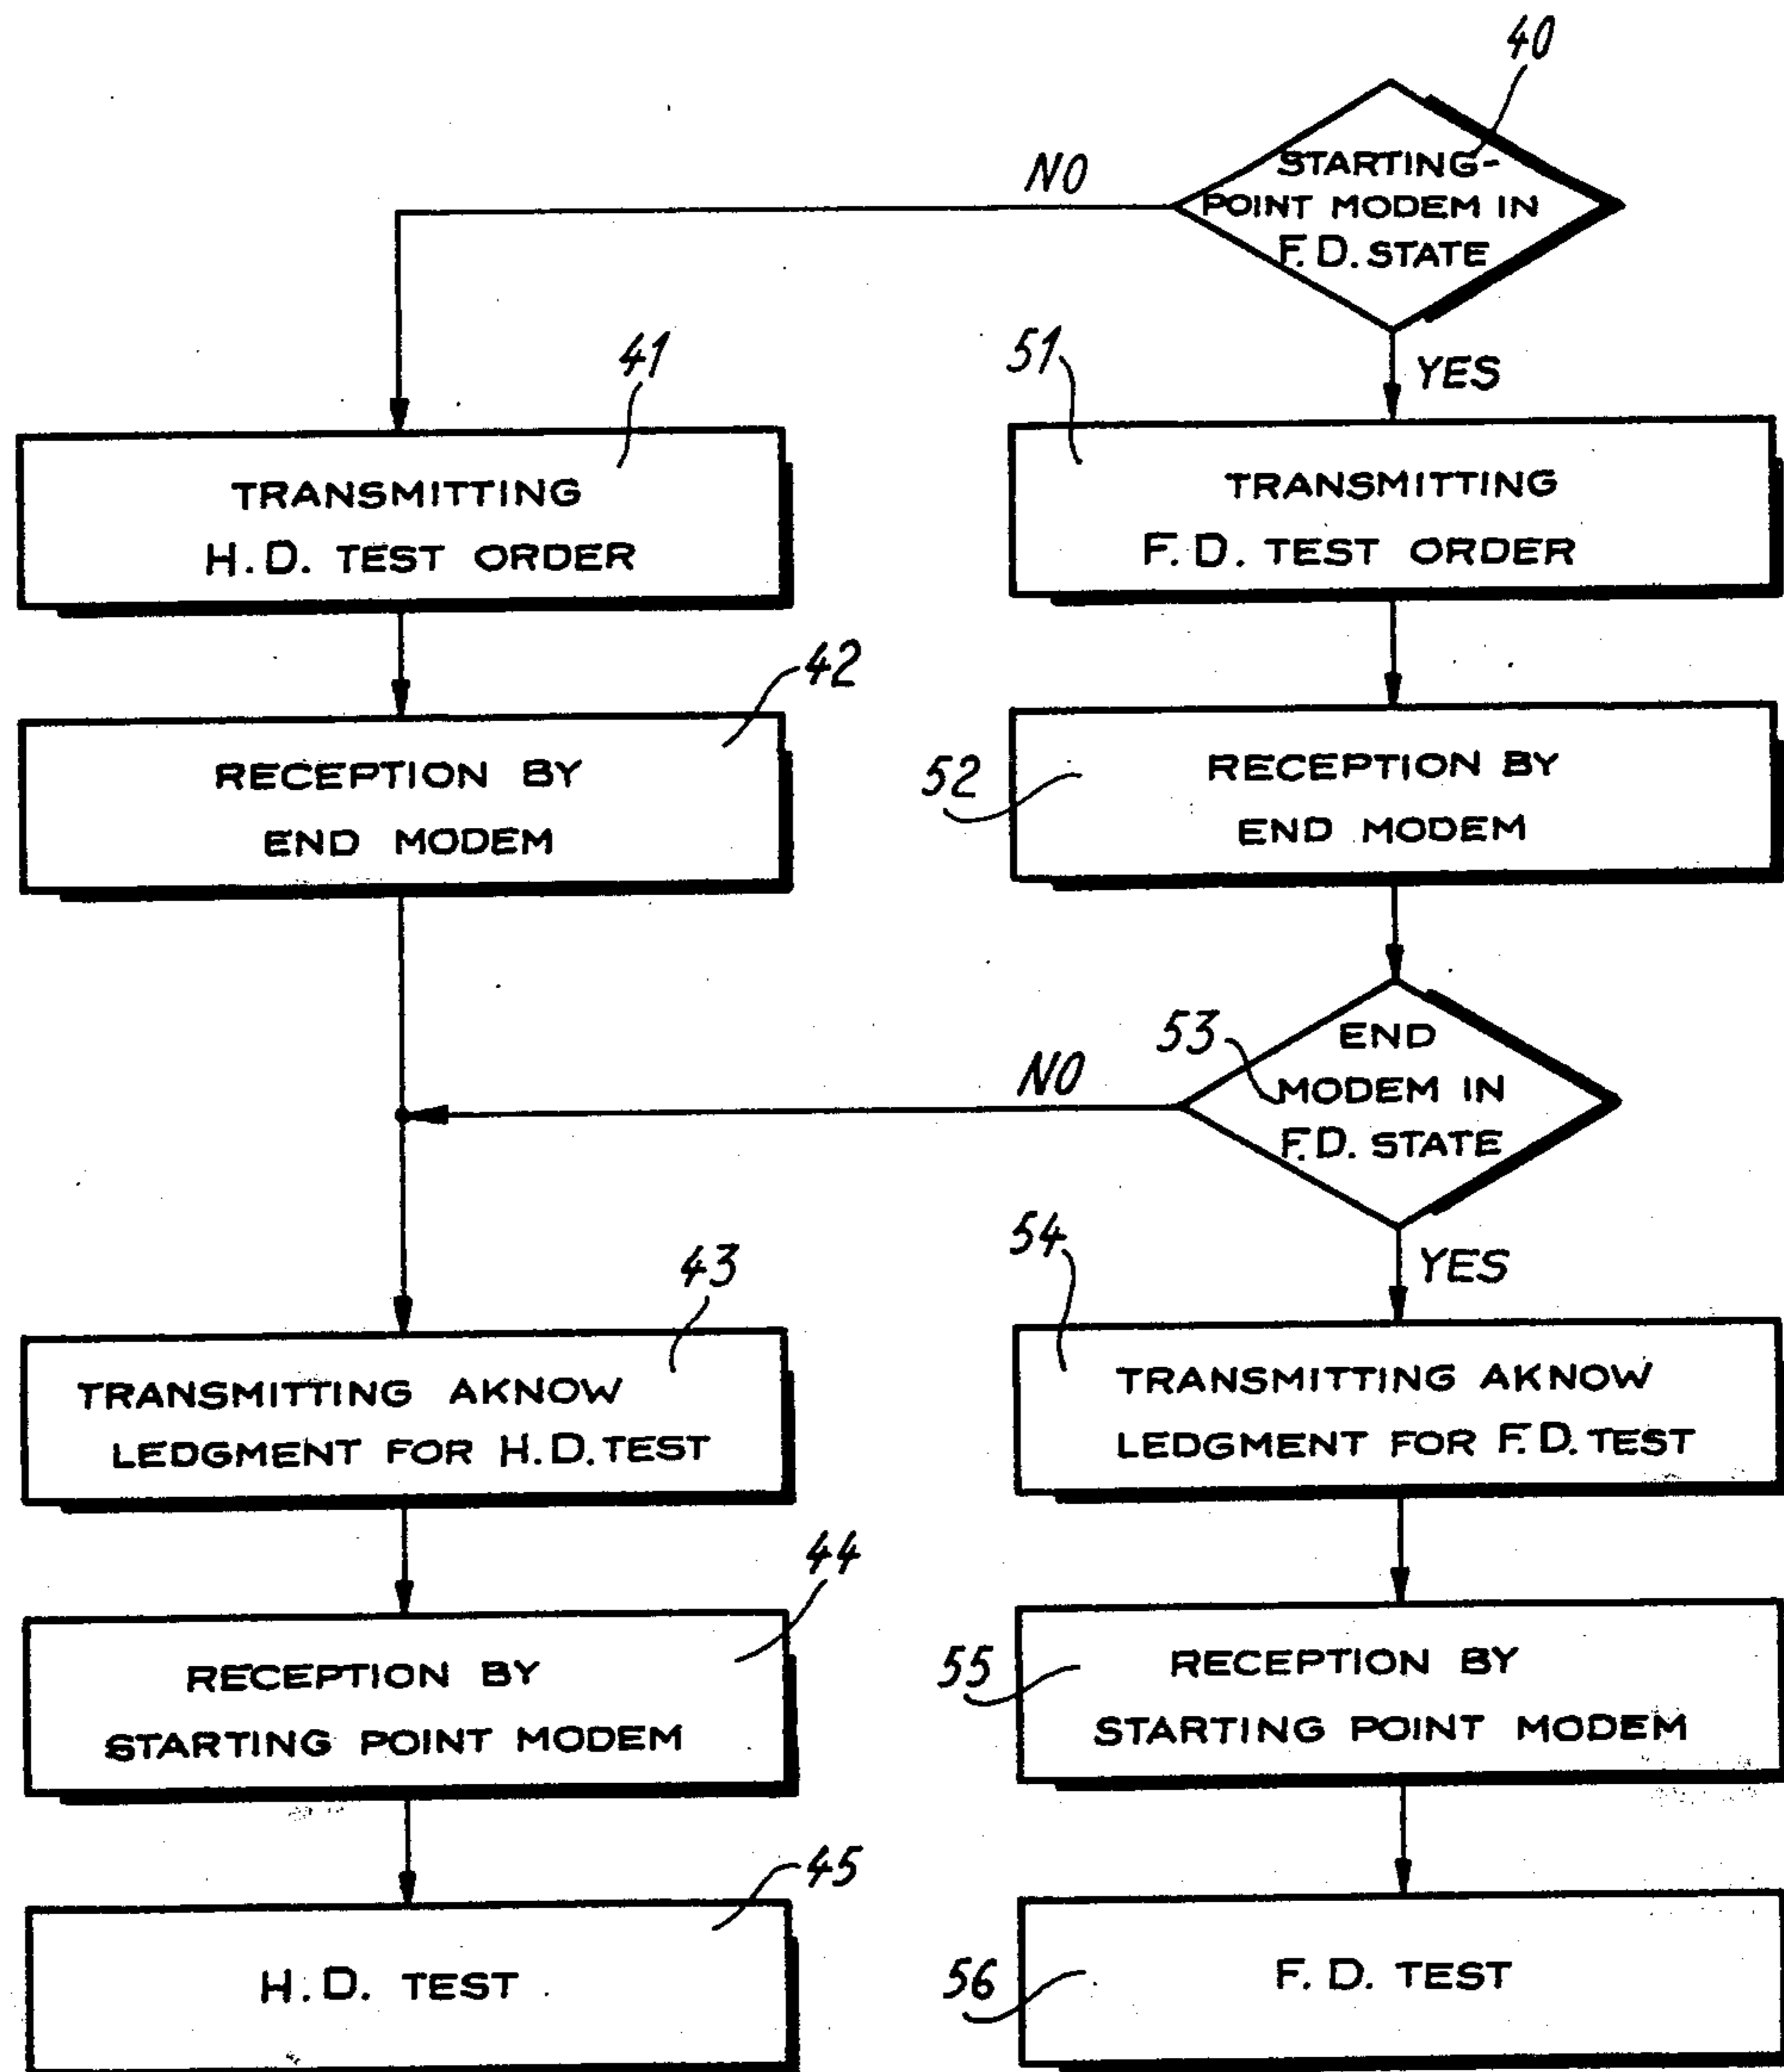 40
STARTING-
POINT MODEM IN
F.D. STATE
NO
YES
41
TRANSMITTING
H.D. TEST ORDER
51
TRANSMITTING
F.D. TEST ORDER
42
RECEPTION BY
END MODEM
52
RECEPTION BY
END MODEM
53
END
MODEM IN
F.D. STATE
NO
YES
43
TRANSMITTING AKNOW
LEDGMENT FOR H.D. TEST
54
TRANSMITTING AKNOW
LEDGMENT FOR F.D. TEST
44
RECEPTION BY
STARTING POINT MODEM
55
RECEPTION BY
STARTING POINT MODEM
45
H.D. TEST
56
F.D. TEST